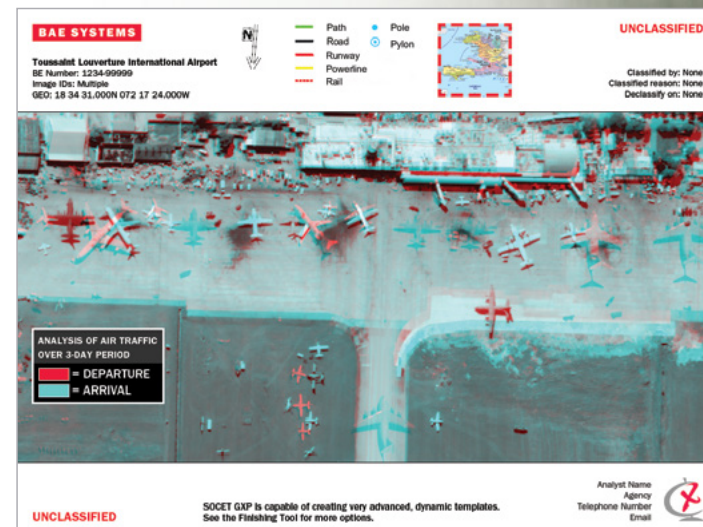 BAE SYSTEMS
Toussaint Louverture International Airport
BE Number: 1234-99999
Image IDs: Multiple
GEO: 18 34 31.000N 072 17 24.000W
N
Path
Road
Runway
Powerline
Rail
Pole
Pylon
UNCLASSIFIED
Classified by: None
Classified reason: None
Declassify on: None
ANALYSIS OF AIR TRAFFIC
OVER 3-DAY PERIOD
= DEPARTURE
= ARRIVAL
UNCLASSIFIED
SOCET GXP is capable of creating very advanced, dynamic templates.
See the Finishing Tool for more options.
Analyst Name
Agency
Telephone Number
Email